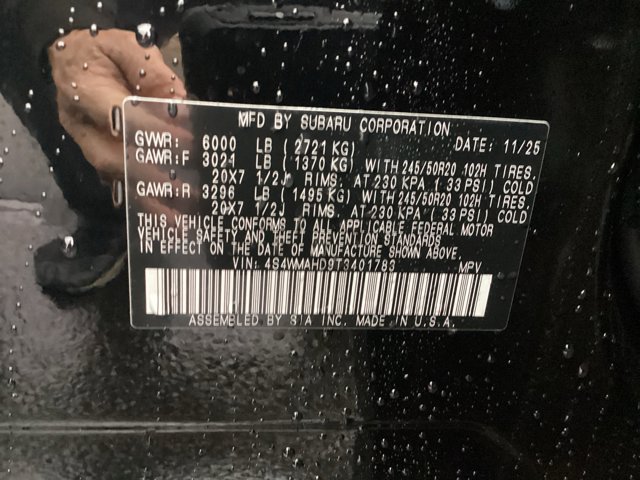 MFD BY SUBARU CORPORATION DATE: 11/25
GVWR: 6000 LB ( 2721 KG)
GAWR:F 3021 LB ( 1370 KG) WITH 245/50R20 102H TIRES,
20X7 1/2J RIMS, AT 230 KPA ( 33 PSI) COLD
GAWR:R 3296 LB ( 1495 KG) WITH 245/50R20 102H TIRES,
20X7 1/2J RIMS, AT 230 KPA ( 33 PSI) COLD
THIS VEHICLE CONFORMS TO ALL APPLICABLE FEDERAL MOTOR
VEHICLE SAFETY AND THEFT PREVENTION STANDARDS
IN EFFECT ON THE DATE OF MANUFACTURE SHOWN ABOVE.
VIN: 4S4WMAHD9T3401783 MPV
ASSEMBLED BY SIA INC. MADE IN U.S.A.